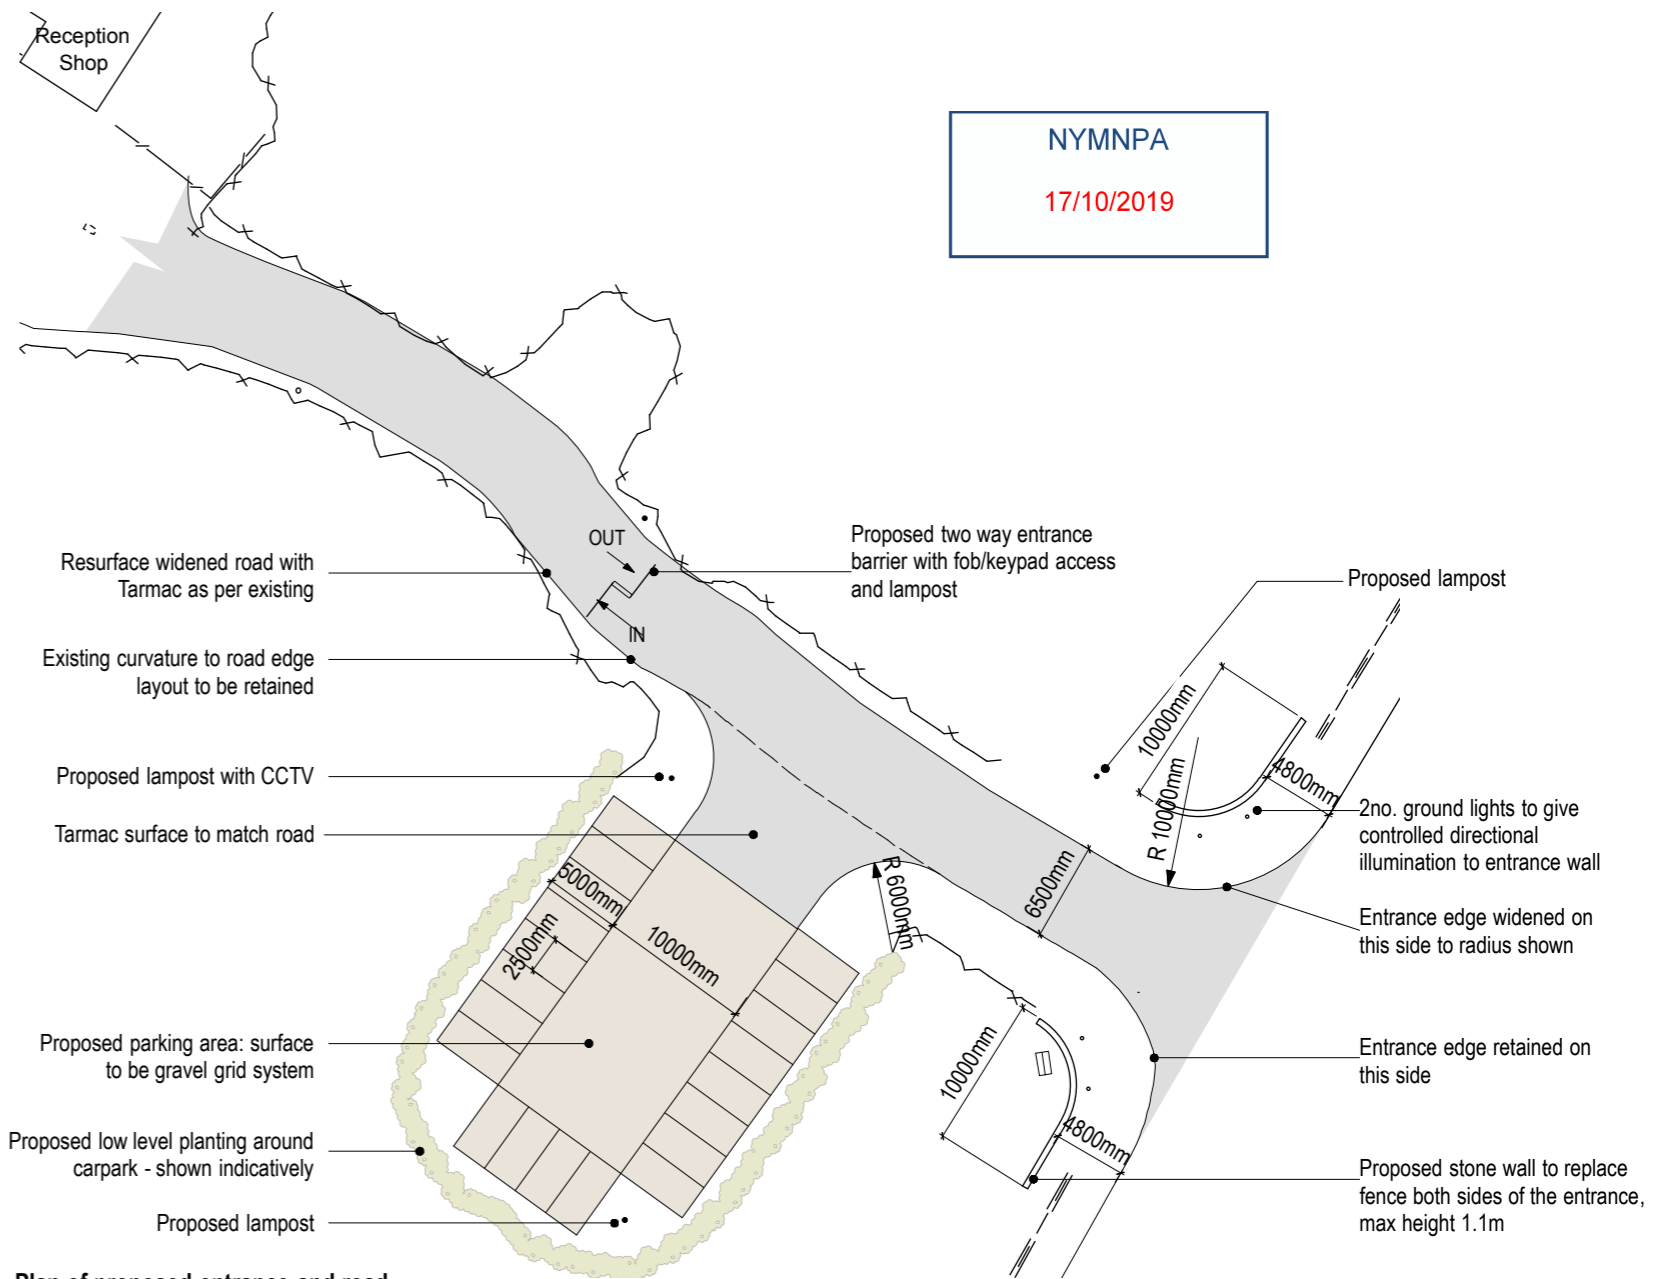 Reception
Shop
NYMNPA
17/10/2019
OUT
IN
Resurface widened road with
Tarmac as per existing
Existing curvature to road edge
layout to be retained
Proposed lampost with CCTV
Tarmac surface to match road
Proposed parking area: surface
to be gravel grid system
Proposed low level planting around
carpark - shown indicatively
Proposed lampost
Proposed two way entrance
barrier with fob/keypad access
and lampost
Proposed lampost
10000mm
R 10000mm
4800mm
2no. ground lights to give
controlled directional
illumination to entrance wall
Entrance edge widened on
this side to radius shown
Entrance edge retained on
this side
Proposed stone wall to replace
fence both sides of the entrance,
max height 1.1m
6500mm
R 6000mm
5000mm
2500mm
10000mm
10000mm
4800mm
Plan of proposed entrance and road